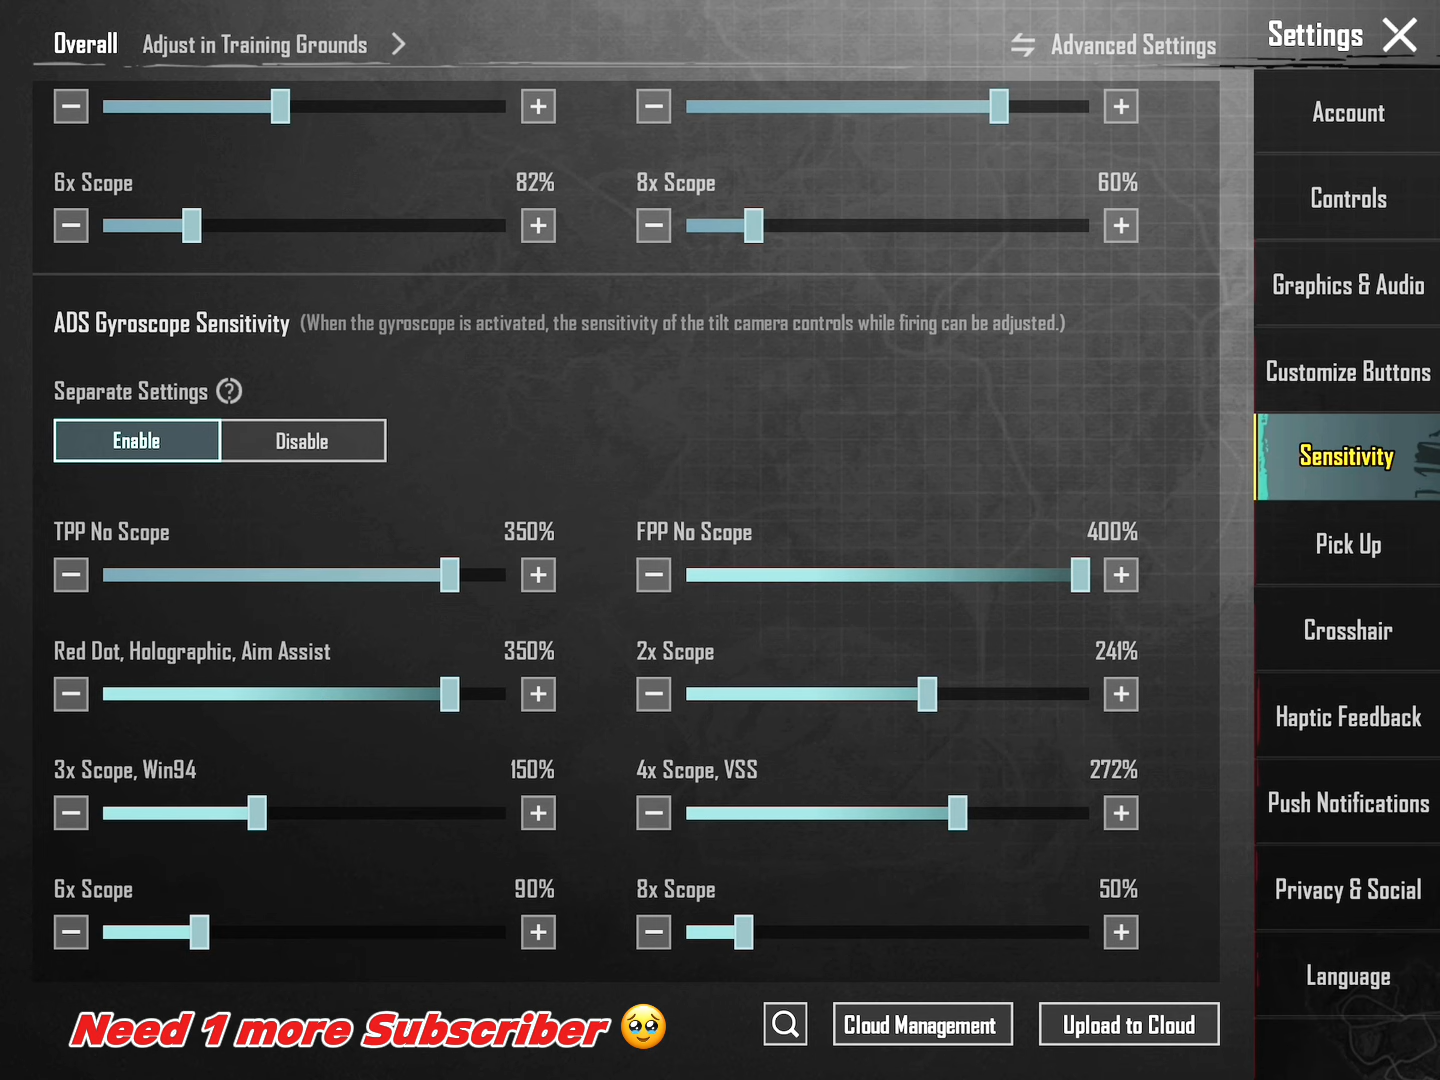 Overall
Adjust in Training Grounds
Advanced Settings
Settings
6x Scope 82%
8x Scope 60%
ADS Gyroscope Sensitivity (When the gyroscope is activated, the sensitivity of the tilt camera controls while firing can be adjusted.)
Separate Settings ?
Enable
Disable
TPP No Scope 350%
FPP No Scope 400%
Red Dot, Holographic, Aim Assist 350%
2x Scope 241%
3x Scope, Win94 150%
4x Scope, VSS 272%
6x Scope 90%
8x Scope 50%
Need 1 more Subscriber 🥹
Cloud Management
Upload to Cloud
Account
Controls
Graphics & Audio
Customize Buttons
Sensitivity
Pick Up
Crosshair
Haptic Feedback
Push Notifications
Privacy & Social
Language